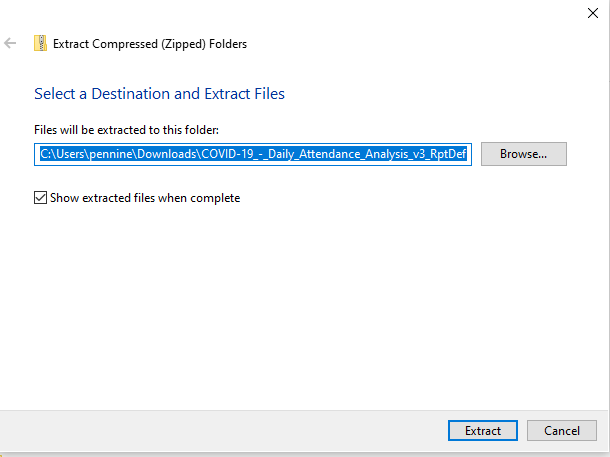 Extract Compressed (Zipped) Folders
Select a Destination and Extract Files
Files will be extracted to this folder:
C:\Users\pennine\Downloads\COVID-19_-_Daily_Attendance_Analysis_v3_RptDef
Browse...
Show extracted files when complete
Extract
Cancel